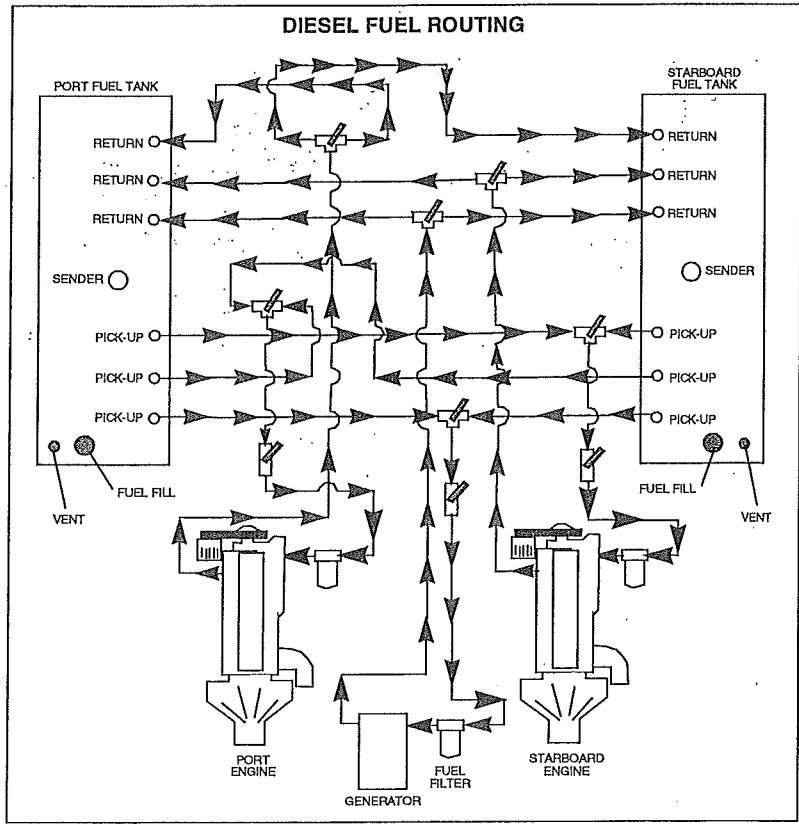 DIESEL FUEL ROUTING
PORT FUEL TANK
STARBOARD
FUEL TANK
RETURN
RETURN
RETURN
RETURN
RETURN
RETURN
SENDER
SENDER
PICK-UP
PICK-UP
PICK-UP
PICK-UP
PICK-UP
PICK-UP
FUEL FILL
VENT
FUEL FILL
VENT
PORT
ENGINE
GENERATOR
FUEL
FILTER
STARBOARD
ENGINE